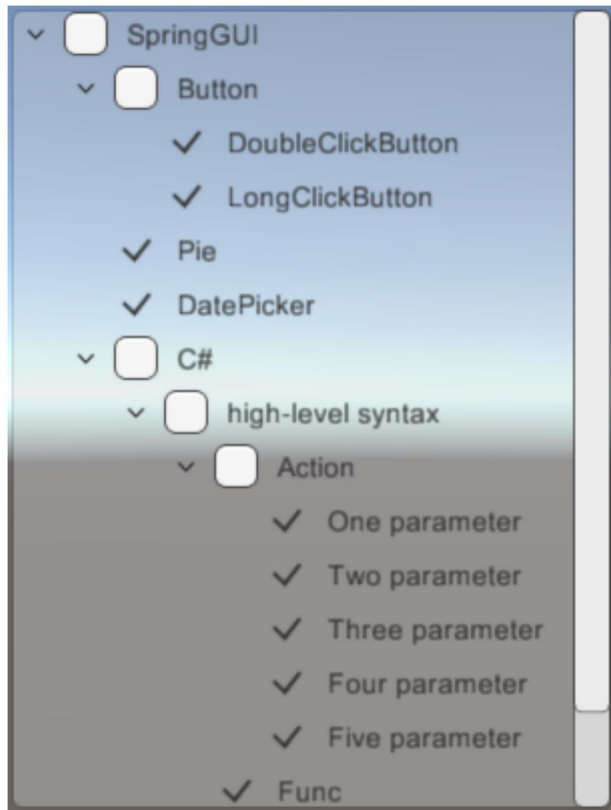 SpringGUI
Button
DoubleClickButton
LongClickButton
Pie
DatePicker
C#
high-level syntax
Action
One parameter
Two parameter
Three parameter
Four parameter
Five parameter
Func